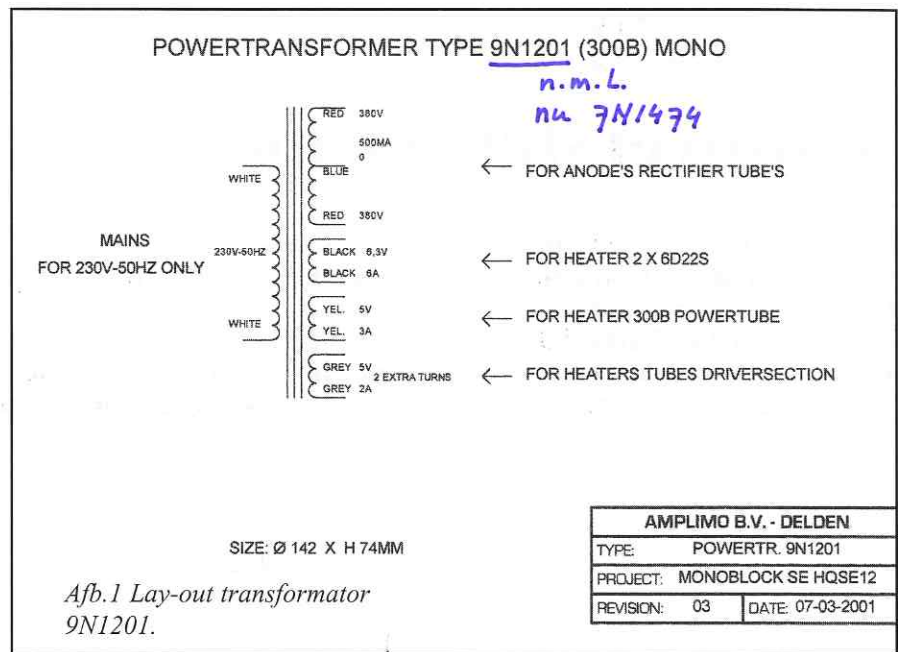 POWERTRANSFORMER TYPE 9N1201 (300B) MONO
n.m.l.
nu 7N1474
RED 380V
500MA
0
BLUE
WHITE
RED 380V
FOR ANODE'S RECTIFIER TUBE'S
MAINS
FOR 230V-50HZ ONLY
230V-50HZ
BLACK 6,3V
BLACK 6A
FOR HEATER 2 X 6D22S
WHITE
YEL. 5V
YEL. 3A
FOR HEATER 300B POWERTUBE
GREY 5V
2 EXTRA TURNS
GREY 2A
FOR HEATERS TUBES DRIVERSECTION
SIZE: Ø 142 X H 74MM
Afb.1 Lay-out transformator
9N1201.
AMPLIMO B.V. - DELDEN
TYPE: POWERTR. 9N1201
PROJECT: MONOBLOCK SE HQSE12
REVISION: 03 DATE: 07-03-2001